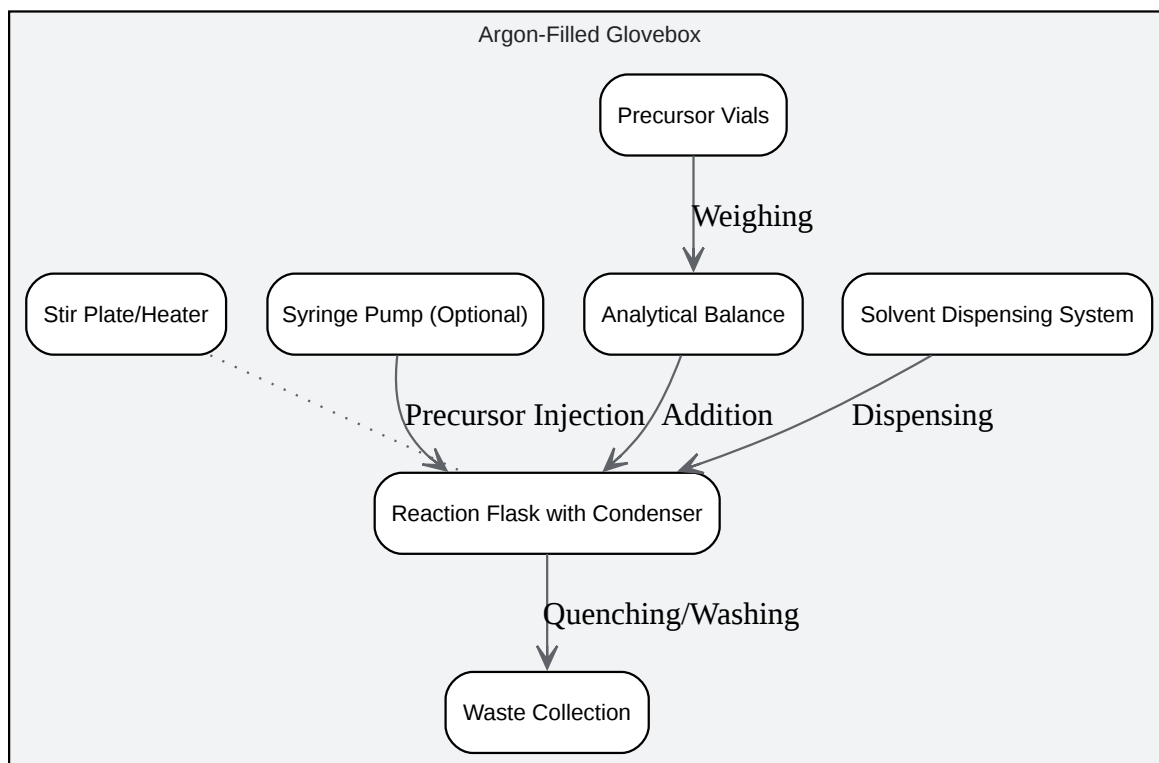 Argon-Filled Glovebox
Precursor Vials
Weighing
Stir Plate/Heater
Syringe Pump (Optional)
Analytical Balance
Solvent Dispensing System
Precursor Injection
Addition
Dispensing
Reaction Flask with Condenser
Quenching/Washing
Waste Collection